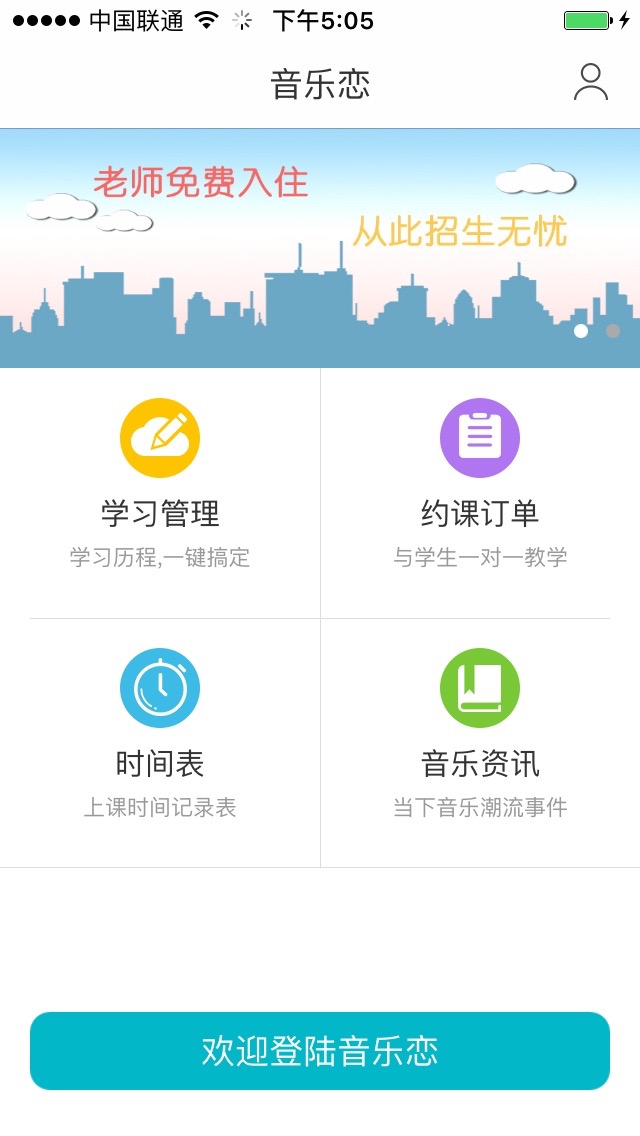 中国联通 下午5:05
音乐恋
老师免费入住
从此招生无忧
学习管理
学习历程,一键搞定
约课订单
与学生一对一教学
时间表
上课时间记录表
音乐资讯
当下音乐潮流事件
欢迎登陆音乐恋